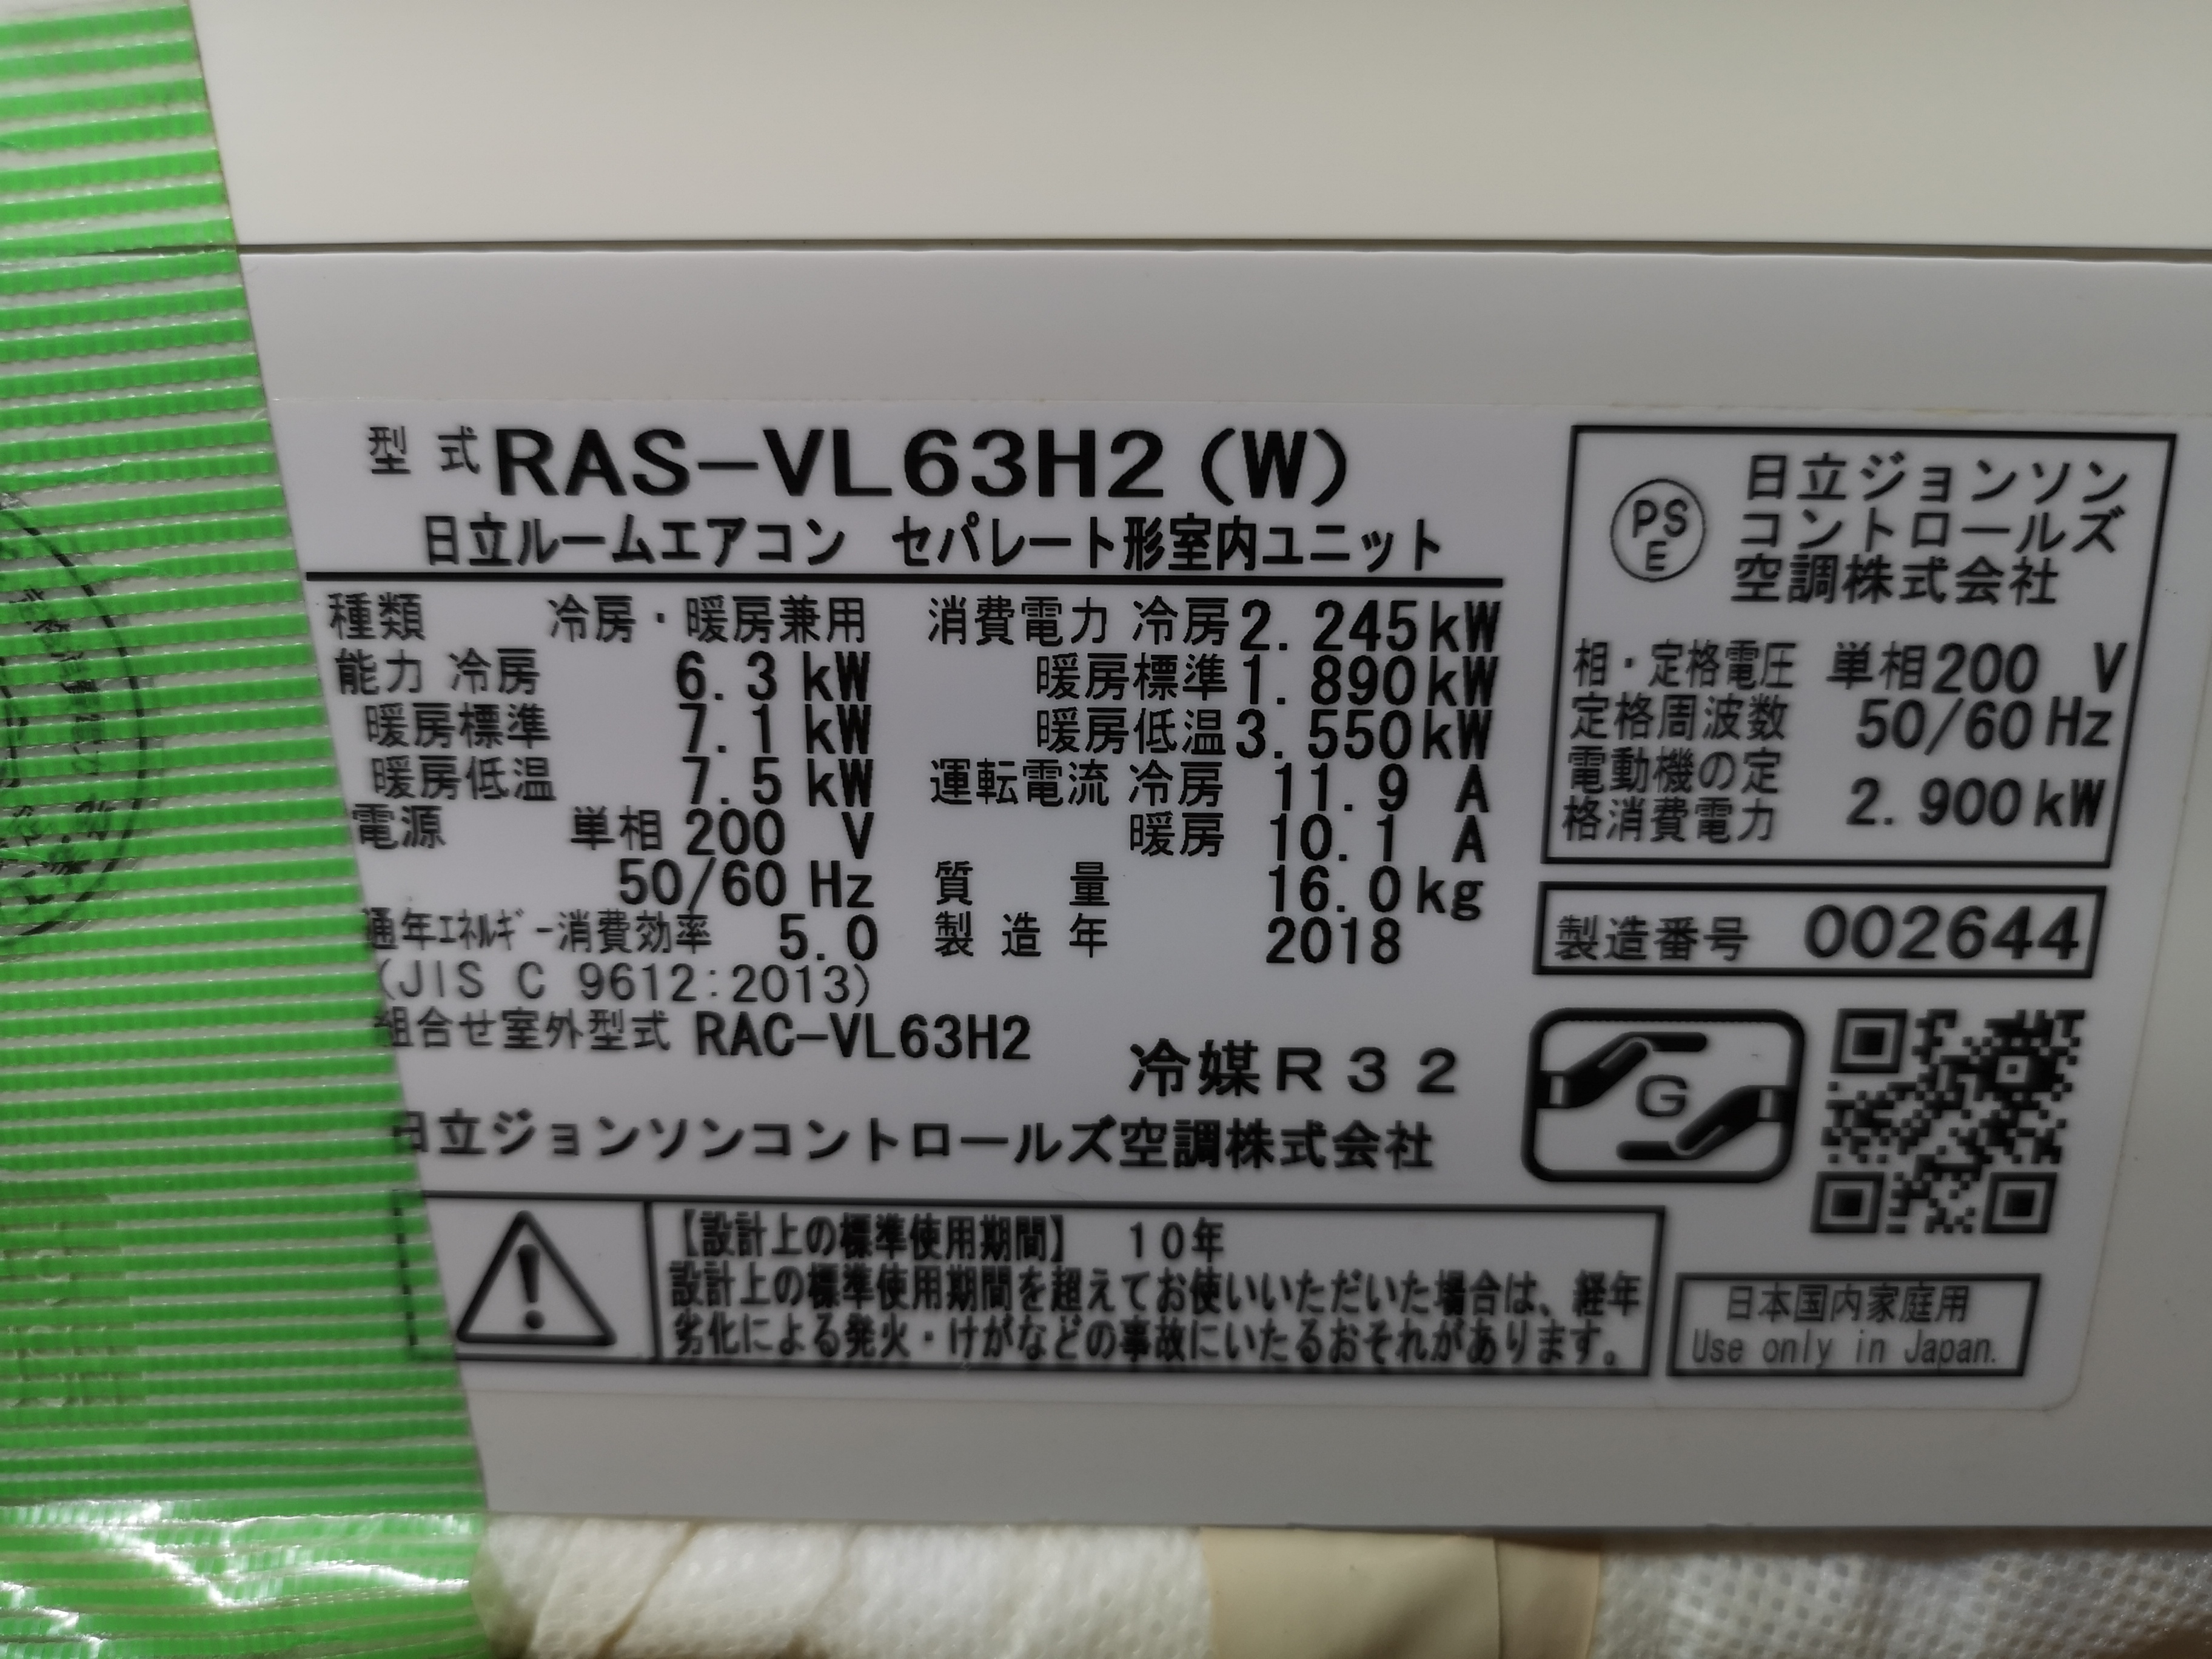 型式 RAS-VL63H2(W)
日立ルームエアコン セパレート形室内ユニット
種類 冷房・暖房兼用
能力 冷房 6.3 kW
暖房標準 7.1 kW
暖房低温 7.5 kW
電源 単相 200 V
50/60 Hz
通年エネルギー消費効率 5.0
(JIS C 9612:2013)
組合せ室外型式 RAC-VL63H2
消費電力 冷房 2.245kW
暖房標準 1.890kW
暖房低温 3.550kW
運転電流 冷房 11.9 A
暖房 10.1 A
質量 16.0kg
製造年 2018
冷媒R32
日立ジョンソンコントロールズ空調株式会社
【設計上の標準使用期間】 10年
設計上の標準使用期間を超えてお使いいただいた場合は、経年
劣化による発火・けがなどの事故にいたるおそれがあります。
PS
E
日立ジョンソン
コントロールズ
空調株式会社
相・定格電圧 単相200 V
定格周波数 50/60Hz
電動機の定
格消費電力 2.900kW
製造番号 002644
G
日本国内家庭用
Use only in Japan.